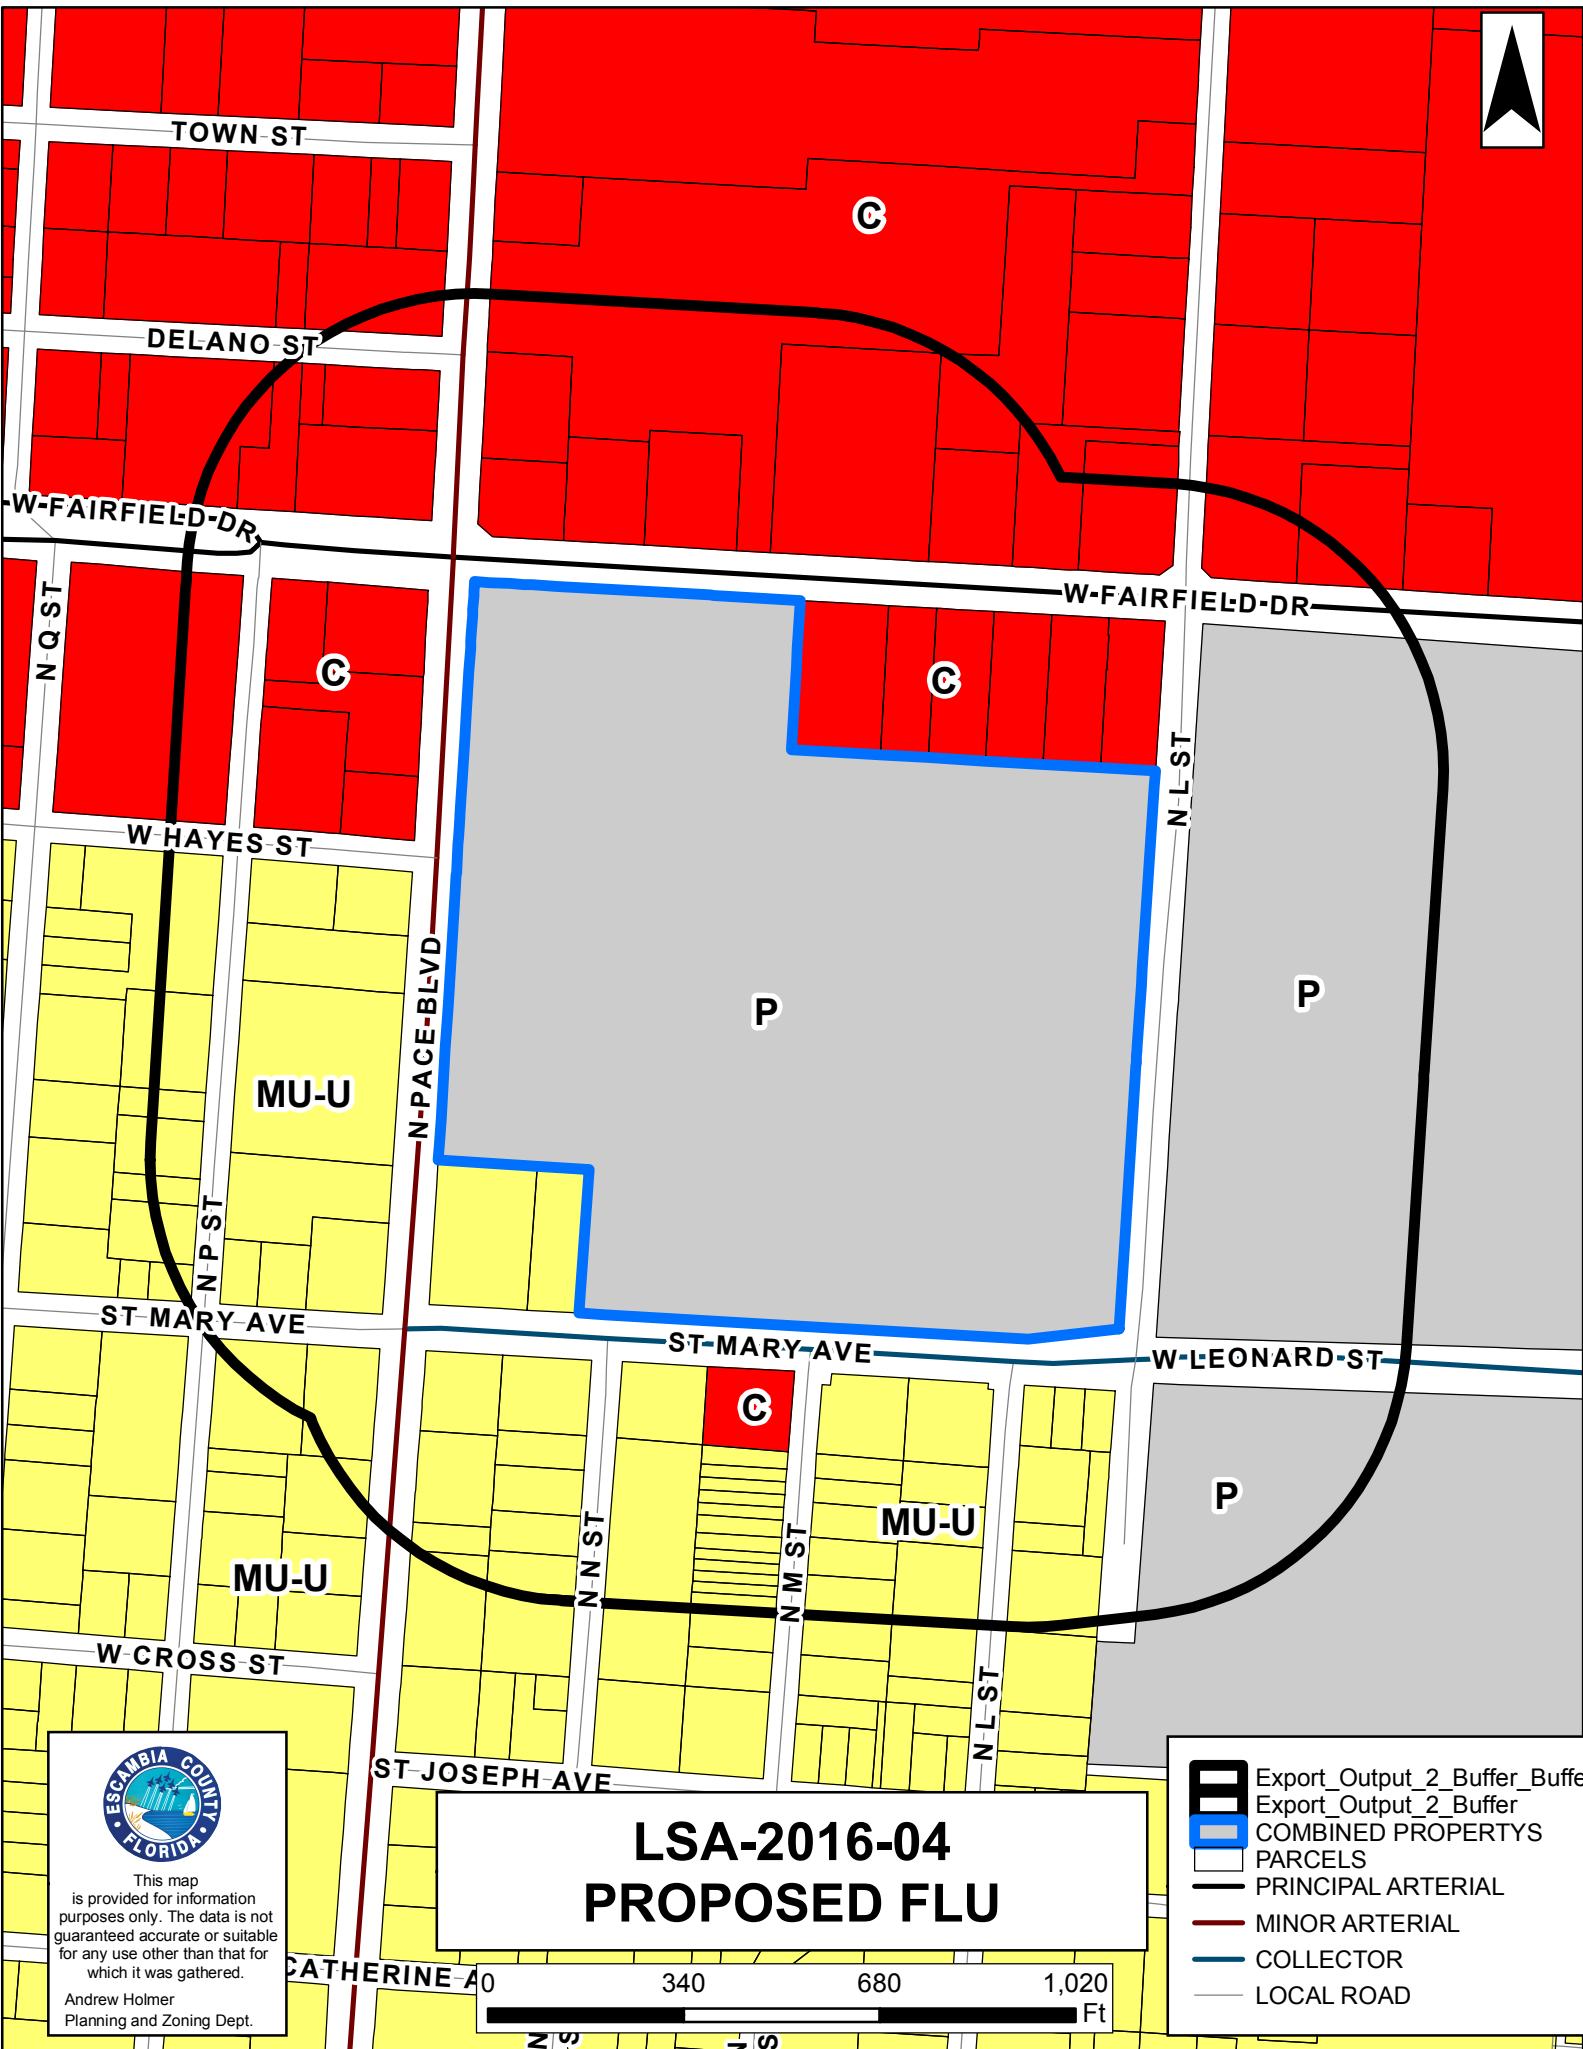 TOWN ST
C
DELANO ST
W FAIRFIELD DR
W FAIRFIELD DR
N Q ST
C
C
N L ST
W HAYES ST
N PACE BLVD
P
P
MU-U
N P ST
ST MARY AVE
ST MARY AVE
W LEONARD ST
C
P
MU-U
N N ST
N M ST
MU-U
W CROSS ST
N L ST
ST JOSEPH AVE
ESCAMBIA COUNTY
FLORIDA
This map
is provided for information
purposes only. The data is not
guaranteed accurate or suitable
for any use other than that for
which it was gathered.
Andrew Holmer
Planning and Zoning Dept.
LSA-2016-04
PROPOSED FLU
CATHERINE A
0 340 680 1,020
Ft
N S
N S
Export_Output_2_Buffer_Buffe
Export_Output_2_Buffer
COMBINED PROPERTYS
PARCELS
PRINCIPAL ARTERIAL
MINOR ARTERIAL
COLLECTOR
LOCAL ROAD